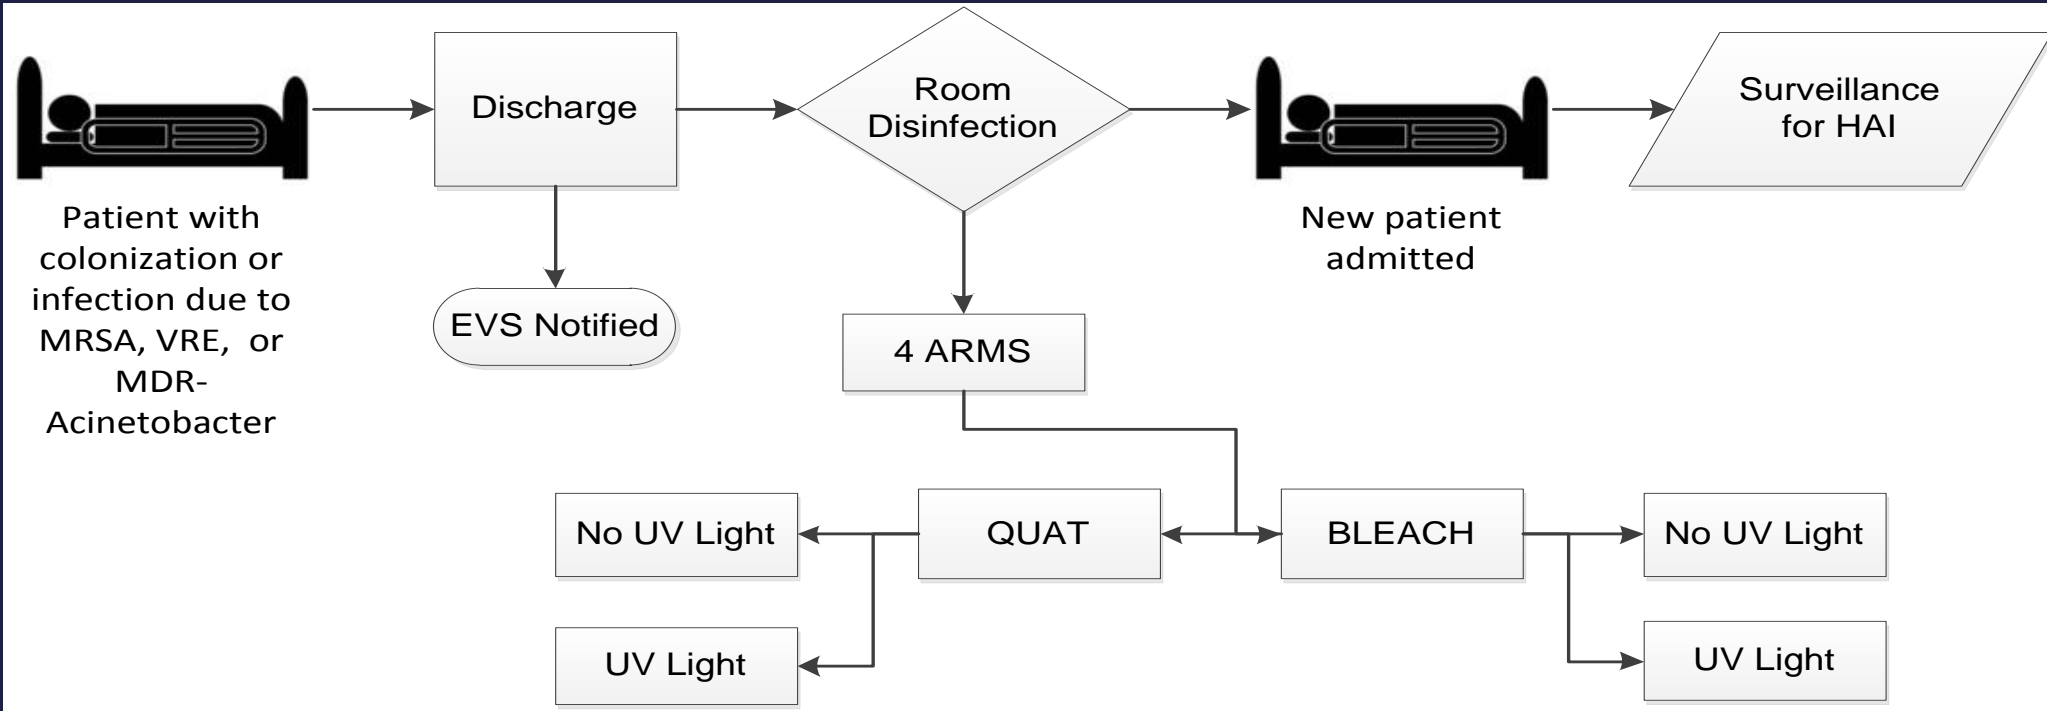 Discharge
Room
Disinfection
Surveillance
for HAI
Patient with
colonization or
infection due to
MRSA, VRE, or
MDR-
Acinetobacter
New patient
admitted
EVS Notified
4 ARMS
No UV Light
QUAT
BLEACH
No UV Light
UV Light
UV Light